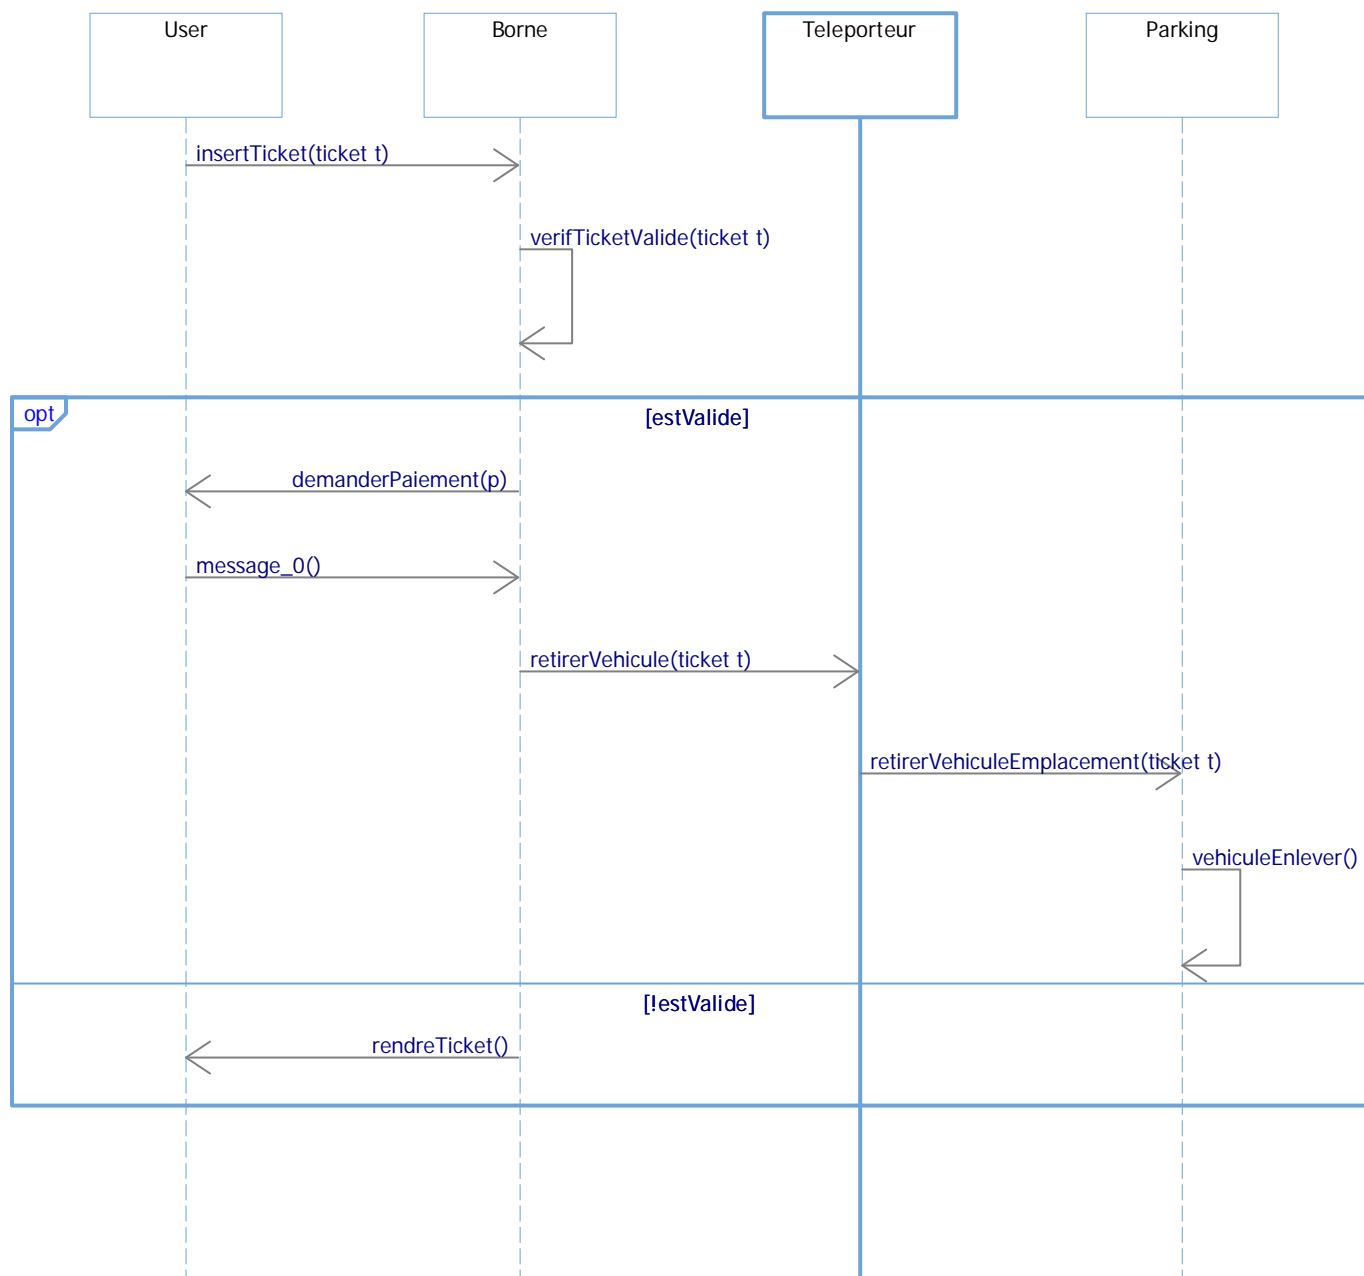 User
Borne
Teleporteur
Parking
insertTicket(ticket t)
verifTicketValide(ticket t)
opt
[estValide]
demanderPaiement(p)
message_0()
retirerVehicule(ticket t)
retirerVehiculeEmplacement(ticket t)
vehiculeEnlever()
[!estValide]
rendreTicket()